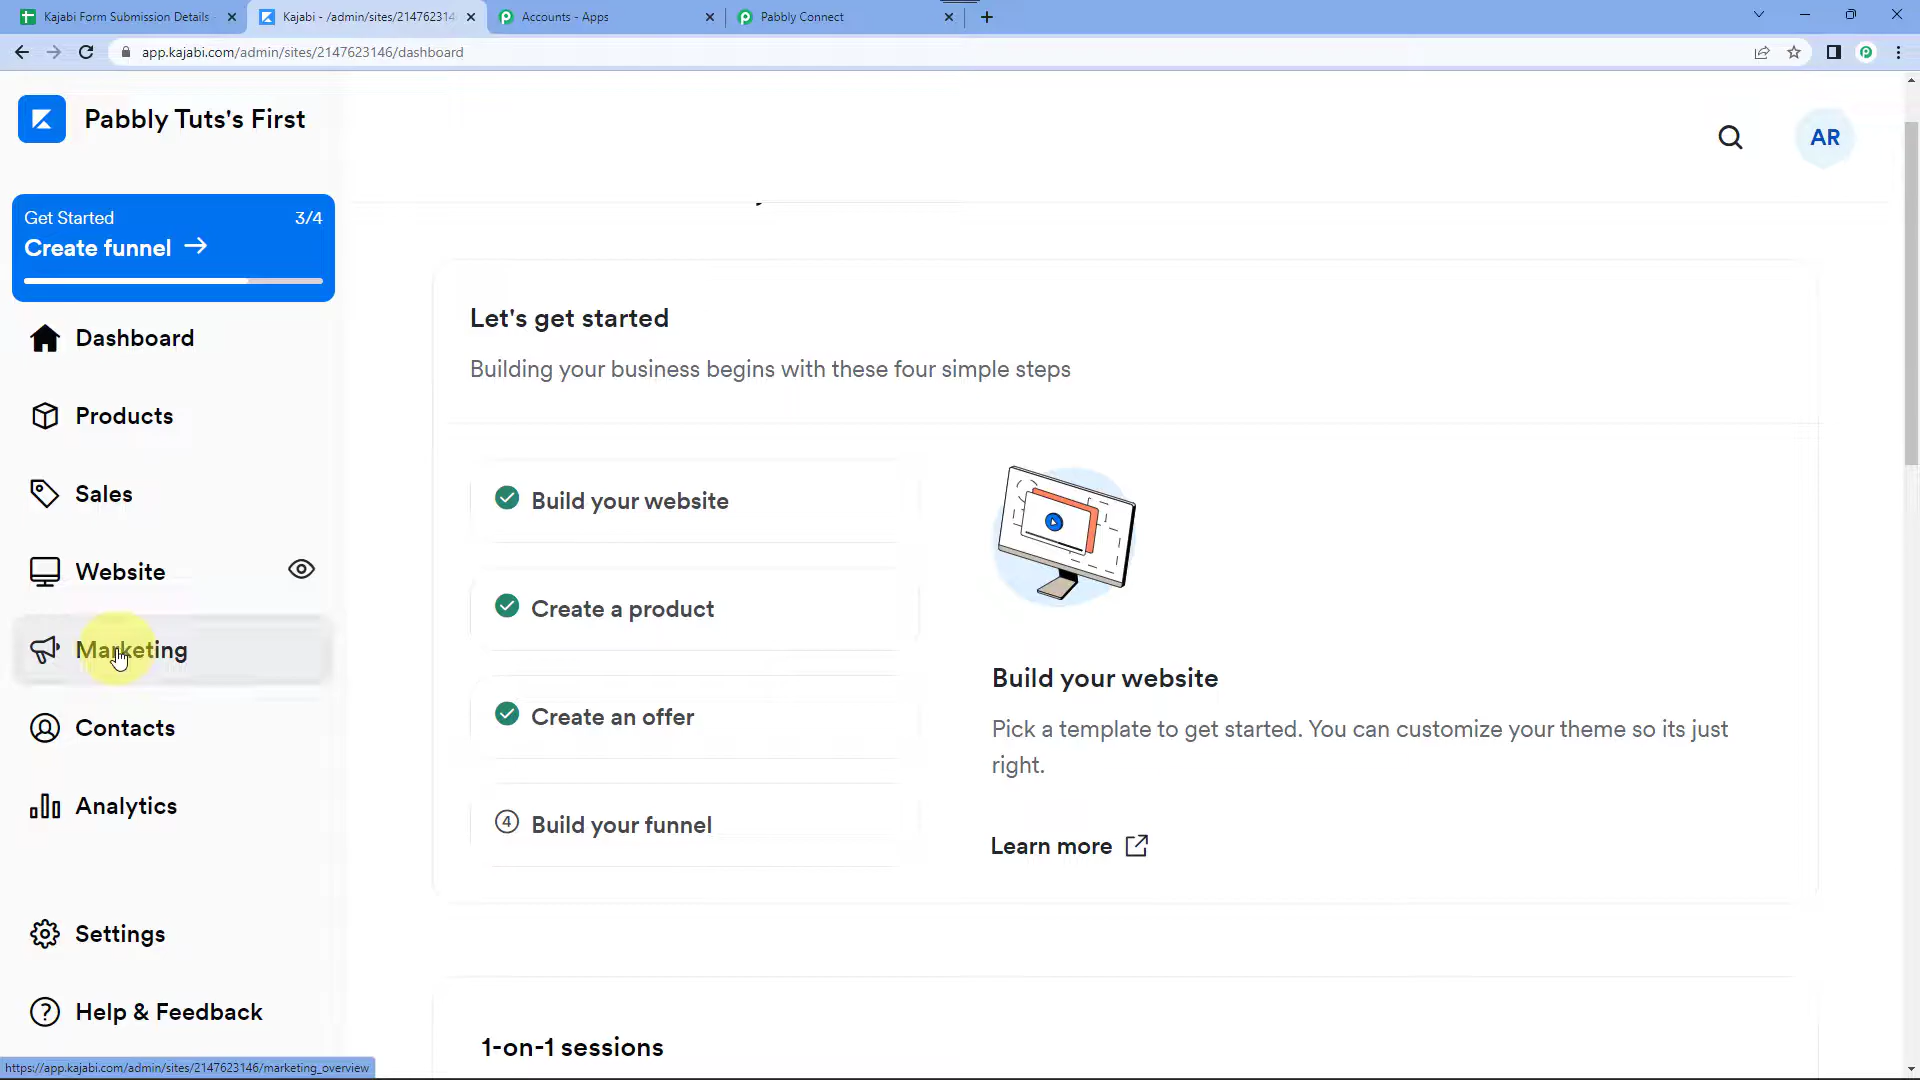 Kajabi Form Submission Details
Kajabi - /admin/sites/214762314
Accounts - Apps
Pabbly Connect
app.kajabi.com/admin/sites/2147623146/dashboard
Pabbly Tuts's First
AR
Get Started 3/4
Create funnel
Dashboard
Products
Sales
Website
Marketing
Contacts
Analytics
Settings
Help & Feedback
Let's get started
Building your business begins with these four simple steps
Build your website
Create a product
Create an offer
4 Build your funnel
Build your website
Pick a template to get started. You can customize your theme so its just
right.
Learn more
1-on-1 sessions
https://app.kajabi.com/admin/sites/2147623146/marketing_overview